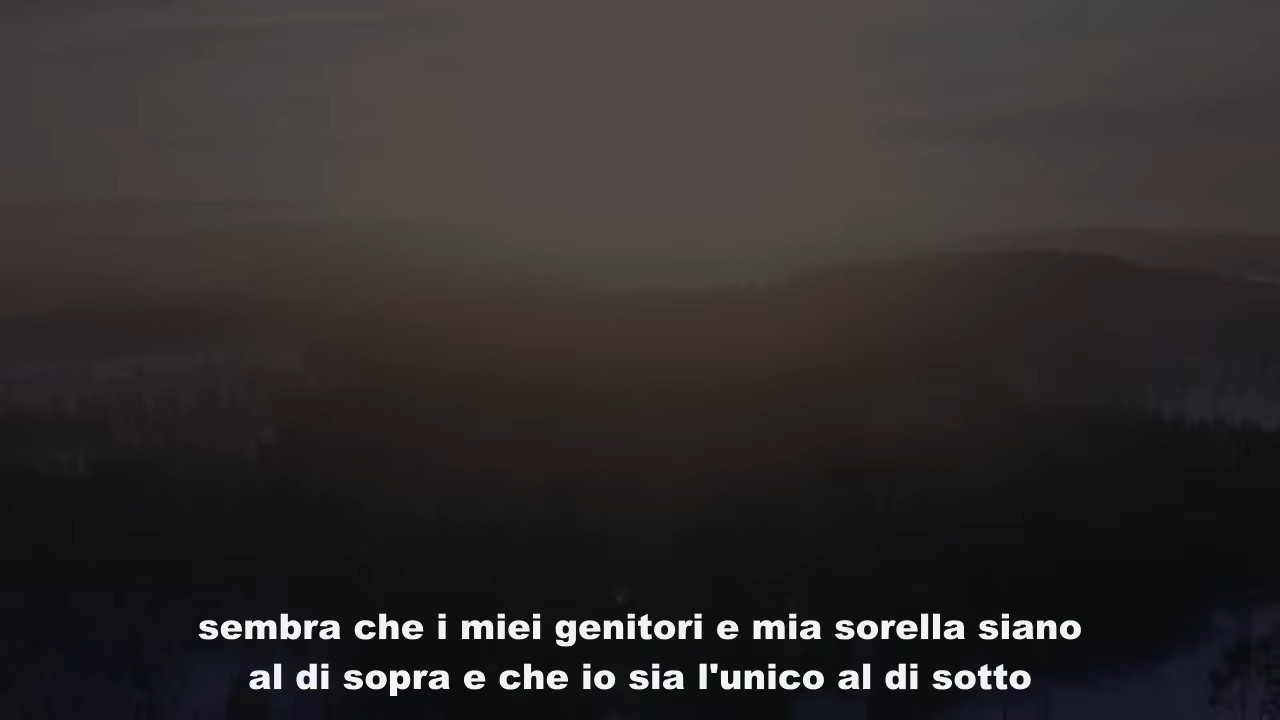 sembra che i miei genitori e mia sorella siano
al di sopra e che io sia l'unico al di sotto